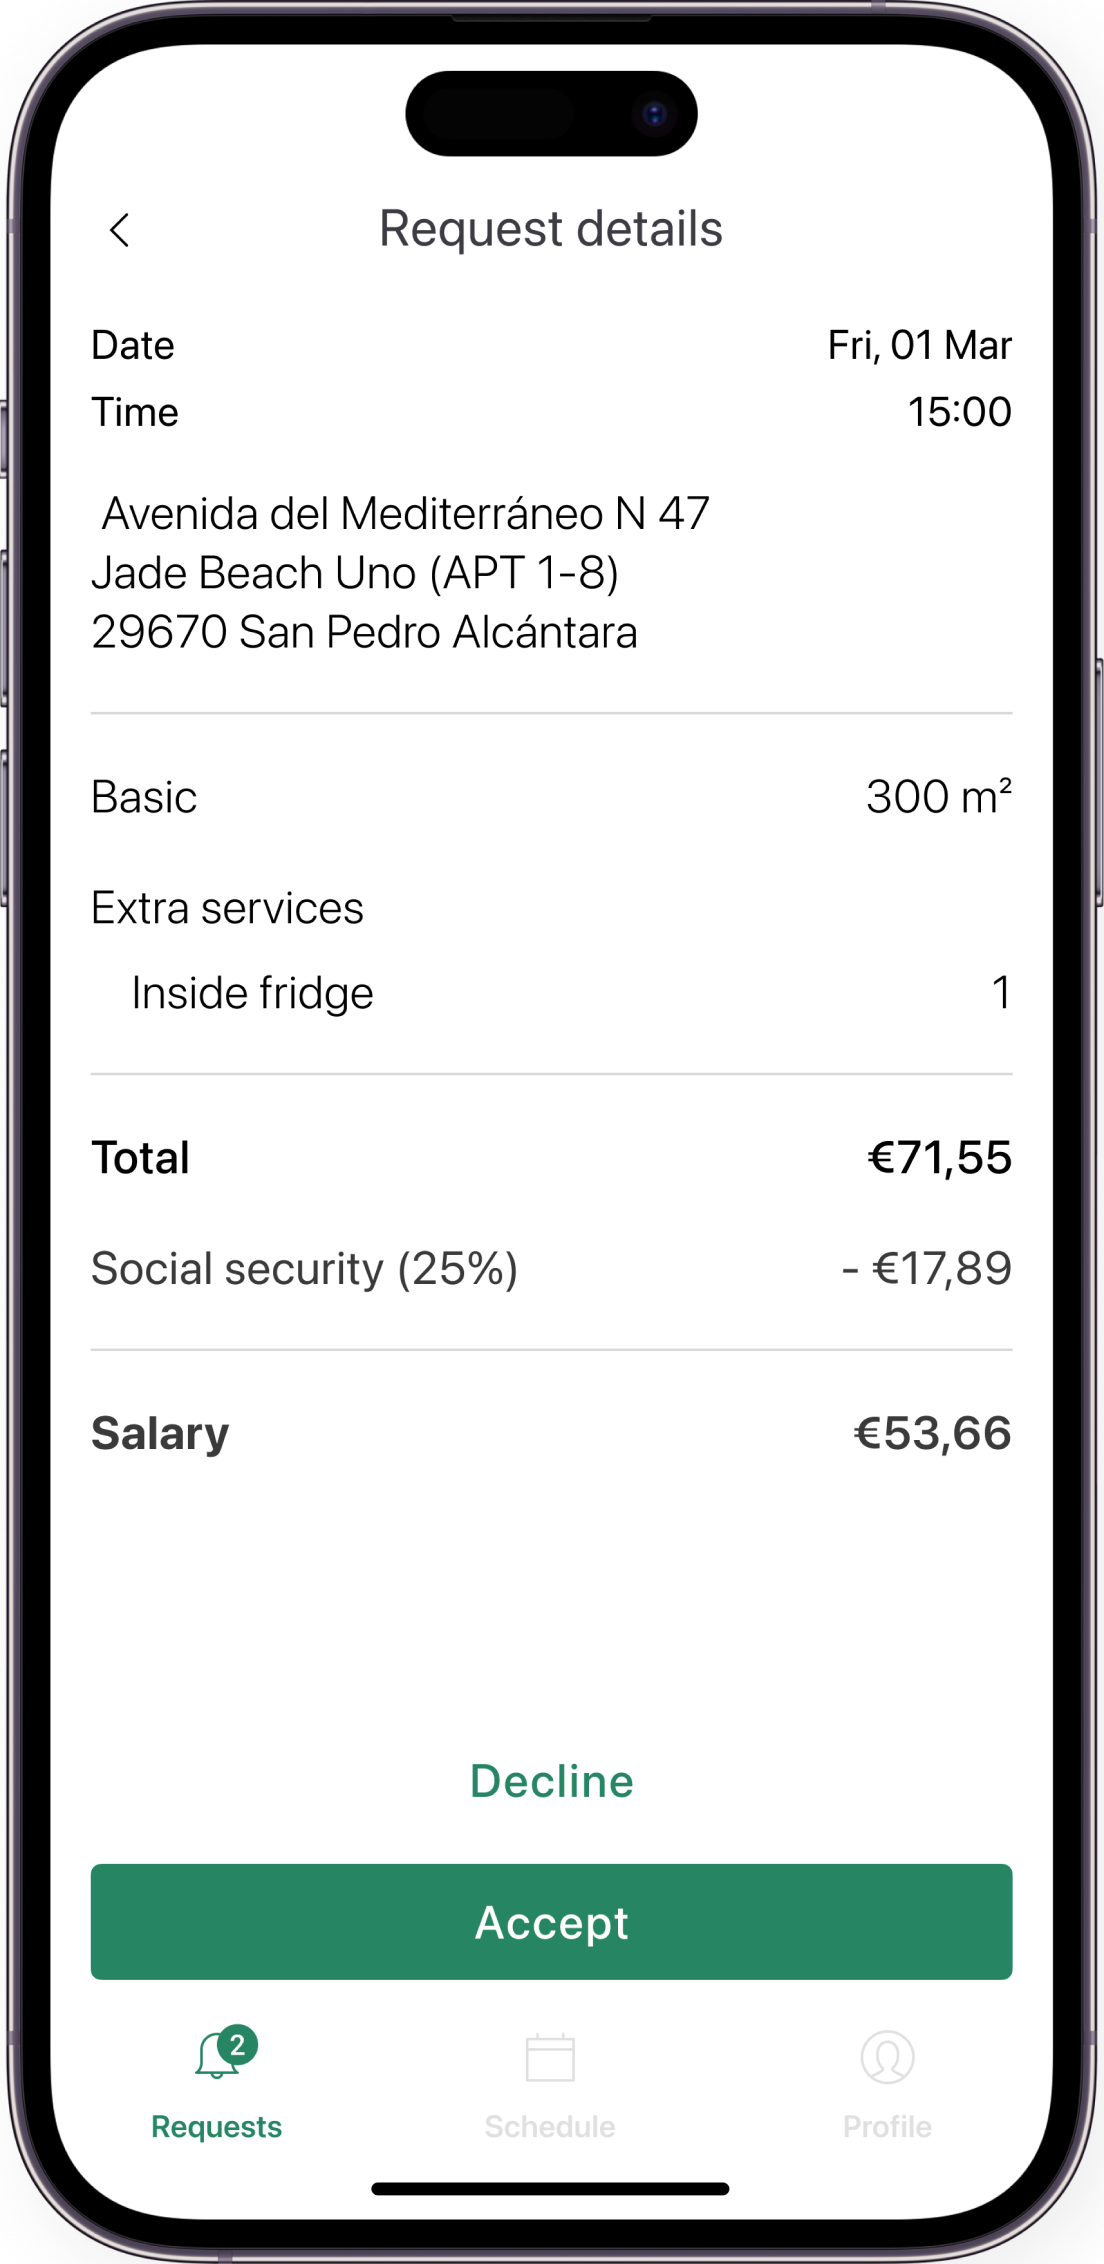 Request details
Date Fri, 01 Mar
Time 15:00
Avenida del Mediterráneo N 47
Jade Beach Uno (APT 1-8)
29670 San Pedro Alcántara
Basic 300 m²
Extra services
Inside fridge 1
Total €71,55
Social security (25%) - €17,89
Salary €53,66
Decline
Accept
2
Requests Schedule Profile